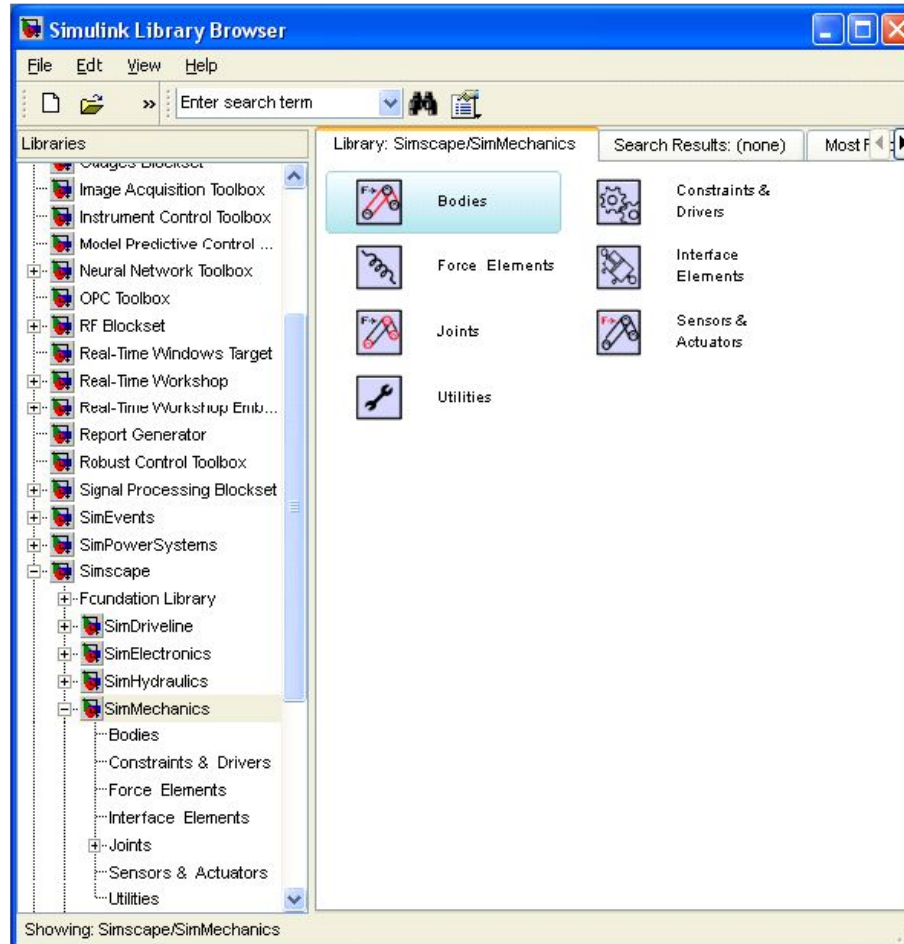 Simulink Library Browser
File Edt View Help
» Enter search term
Libraries
Library: Simscape/SimMechanics
Search Results: (none)
Most F
Gauges Blockset
Image Acquisition Toolbox
Instrument Control Toolbox
Model Predictive Control ...
Neural Network Toolbox
OPC Toolbox
RF Blockset
Real-Time Windows Target
Real-Time Workshop
Real-Time Workshop Emb...
Report Generator
Robust Control Toolbox
Signal Processing Blockset
SimEvents
SimPowerSystems
Simscape
Foundation Library
SimDriveline
SimElectronics
SimHydraulics
SimMechanics
Bodies
Constraints & Drivers
Force Elements
Interface Elements
Joints
Sensors & Actuators
Utilities
Bodies
Constraints &
Drivers
Force Elements
Interface
Elements
Joints
Sensors &
Actuators
Utilities
Showing: Simscape/SimMechanics